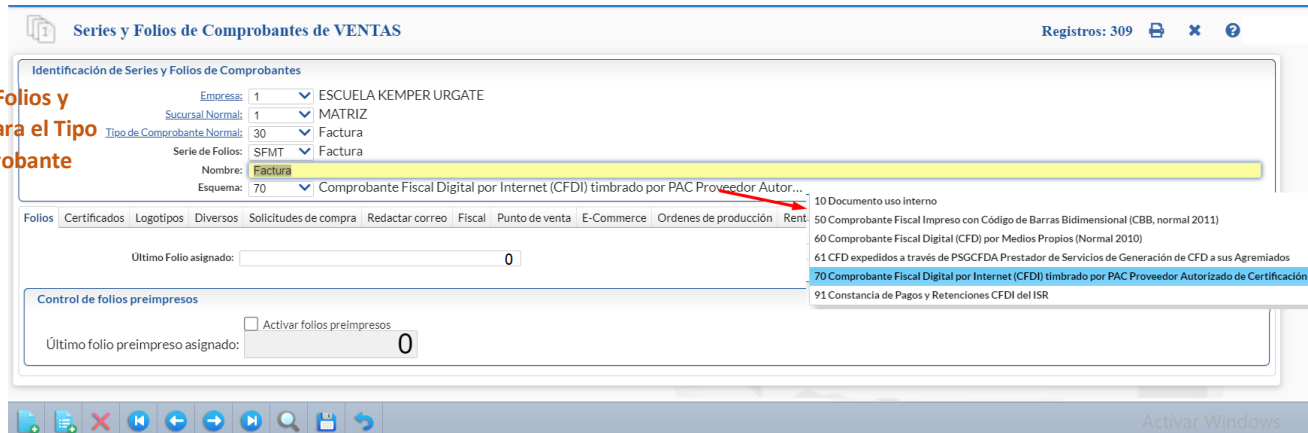 Series y Folios de Comprobantes de VENTAS
Registros: 309
Identificación de Series y Folios de Comprobantes
Folios y
ara el Tipo
robante
Empresa: 1 ESCUELA KEMPER URGATE
Sucursal Normal: 1 MATRIZ
Tipo de Comprobante Normal: 30 Factura
Serie de Folios: SFMT Factura
Nombre: Factura
Esquema: 70 Comprobante Fiscal Digital por Internet (CFDI) timbrado por PAC Proveedor Autor...
10 Documento uso interno
50 Comprobante Fiscal Impreso con Código de Barras Bidimensional (CBB, normal 2011)
60 Comprobante Fiscal Digital (CFD) por Medios Propios (Normal 2010)
61 CFD expedidos a través de PSGCFDA Prestador de Servicios de Generación de CFD a sus Agremiados
70 Comprobante Fiscal Digital por Internet (CFDI) timbrado por PAC Proveedor Autorizado de Certificación
91 Constancia de Pagos y Retenciones CFDI del ISR
Folios Certificados Logotipos Diversos Solicitudes de compra Redactar correo Fiscal Punto de venta E-Commerce Ordenes de producción Rent
Último Folio asignado: 0
Control de folios preimpresos
Activar folios preimpresos
Último folio preimpreso asignado: 0
Activar Windows